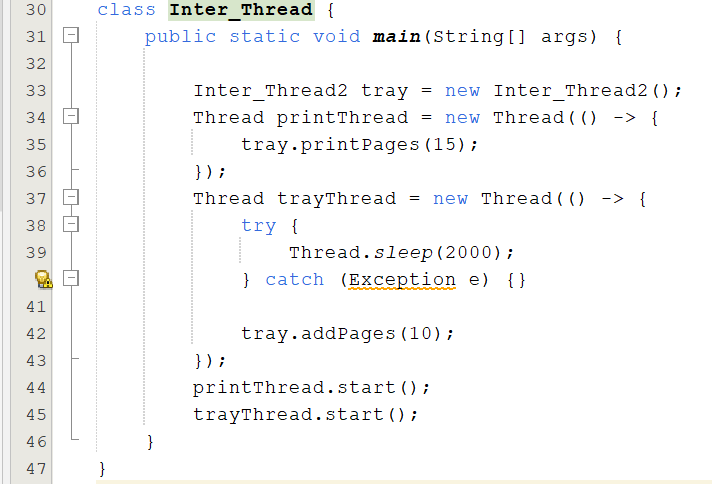 30 class Inter_Thread {
31 public static void main(String[] args) {
32
33 Inter_Thread2 tray = new Inter_Thread2();
34 Thread printThread = new Thread(() -> {
35 tray.printPages(15);
36 });
37 Thread trayThread = new Thread(() -> {
38 try {
39 Thread.sleep(2000);
} catch (Exception e) {}
41
42 tray.addPages(10);
43 });
44 printThread.start();
45 trayThread.start();
46 }
47 }